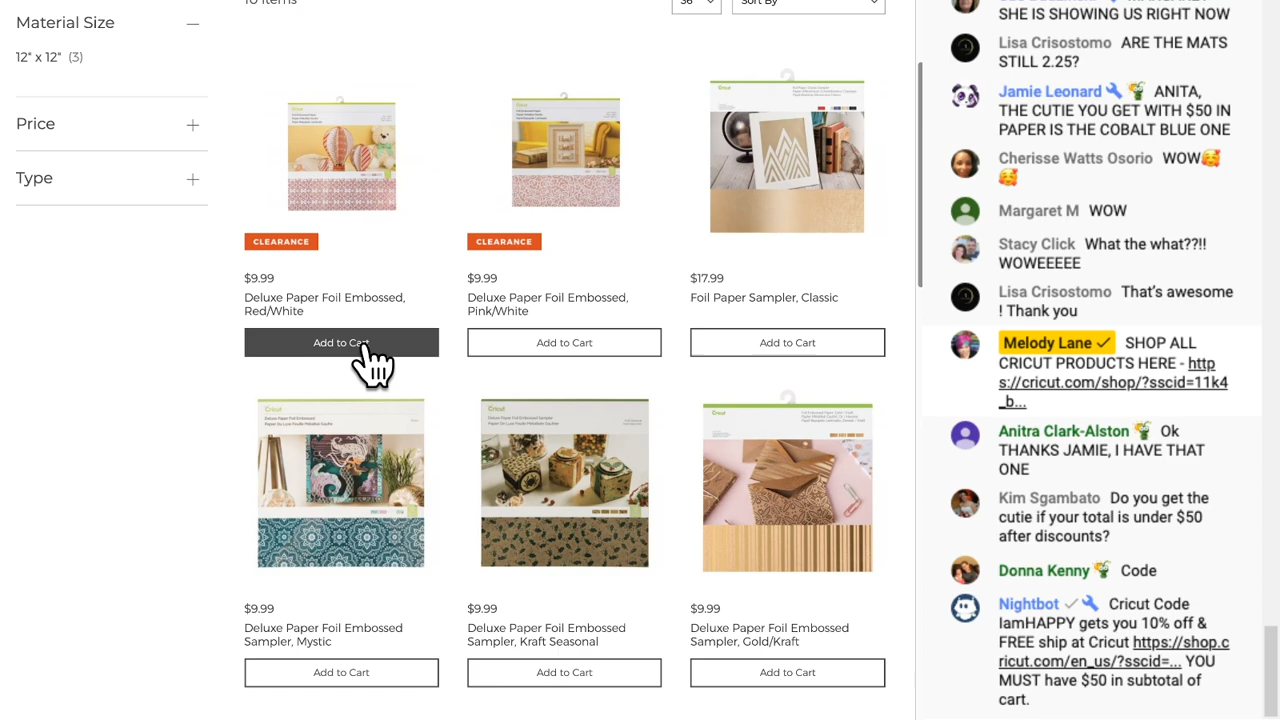 10 Items
36
Sort By
Material Size
12" x 12" (3)
Price
Type
CLEARANCE
CLEARANCE
$9.99
$9.99
$17.99
Deluxe Paper Foil Embossed,
Red/White
Deluxe Paper Foil Embossed,
Pink/White
Foil Paper Sampler, Classic
Add to Cart
Add to Cart
Add to Cart
cricut
cricut
cricut
$9.99
$9.99
$9.99
Deluxe Paper Foil Embossed
Sampler, Mystic
Deluxe Paper Foil Embossed
Sampler, Kraft Seasonal
Deluxe Paper Foil Embossed
Sampler, Gold/Kraft
Add to Cart
Add to Cart
Add to Cart
SHE IS SHOWING US RIGHT NOW
Lisa Crisostomo ARE THE MATS
STILL 2.25?
Jamie Leonard ANITA,
THE CUTIE YOU GET WITH $50 IN
PAPER IS THE COBALT BLUE ONE
Cherisse Watts Osorio WOW🥰
🥰
Margaret M WOW
Stacy Click What the what??!!
WOWEEEEE
Lisa Crisostomo That's awesome
! Thank you
Melody Lane ✓ SHOP ALL
CRICUT PRODUCTS HERE - http
s://cricut.com/shop/?sscid=11k4
_b...
Anitra Clark-Alston Ok
THANKS JAMIE, I HAVE THAT
ONE
Kim Sgambato Do you get the
cutie if your total is under $50
after discounts?
Donna Kenny Code
Nightbot ✓ Cricut Code
IamHAPPY gets you 10% off &
FREE ship at Cricut https://shop.c
ricut.com/en_us/?sscid=... YOU
MUST have $50 in subtotal of
cart.